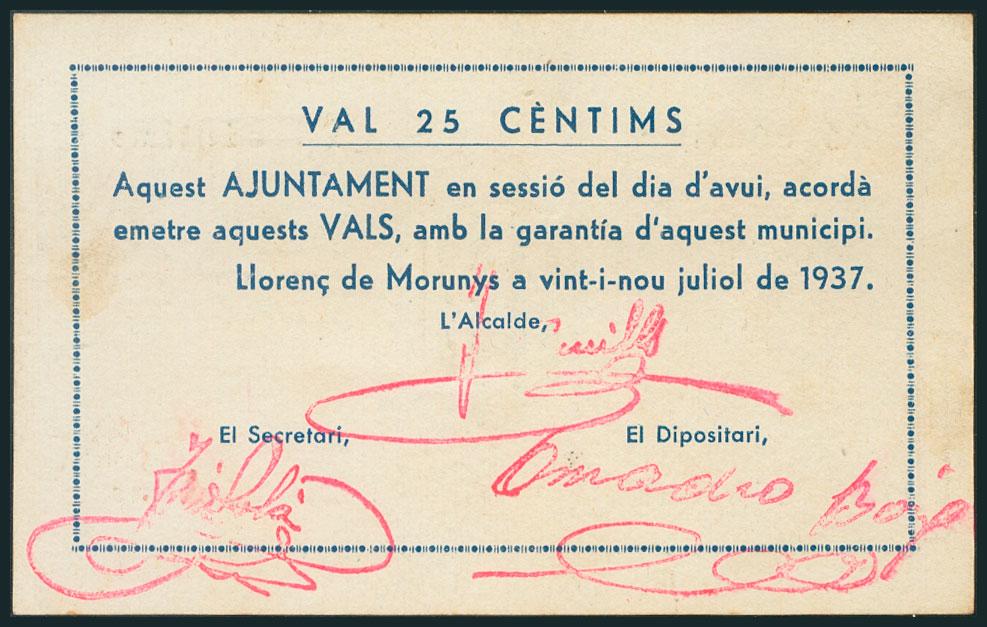 VAL 25 CÈNTIMS
Aquest AJUNTAMENT en sessió del dia d'avui, acordà
emetre aquests VALS, amb la garantía d'aquest municipi.
Llorenç de Morunys a vint-i-nou juliol de 1937.
L'Alcalde,
El Secretari, El Dipositari,